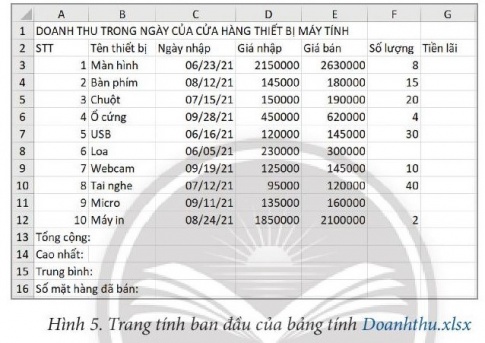 A B C D E F G
1 DOANH THU TRONG NGÀY CỦA CỬA HÀNG THIẾT BỊ MÁY TÍNH
2 STT Tên thiết bị Ngày nhập Giá nhập Giá bán Số lượng Tiền lãi
3 1 Màn hình 06/23/21 2150000 2630000 8
4 2 Bàn phím 08/12/21 145000 180000 15
5 3 Chuột 07/15/21 150000 190000 20
6 4 Ổ cứng 09/28/21 450000 620000 4
7 5 USB 06/16/21 120000 145000 30
8 6 Loa 06/05/21 230000 300000
9 7 Webcam 09/19/21 125000 145000 10
10 8 Tai nghe 07/12/21 95000 120000 40
11 9 Micro 09/11/21 135000 160000
12 10 Máy in 08/24/21 1850000 2100000 2
13 Tổng cộng:
14 Cao nhất:
15 Trung bình:
16 Số mặt hàng đã bán:
Hình 5. Trang tính ban đầu của bảng tính Doanhthu.xlsx